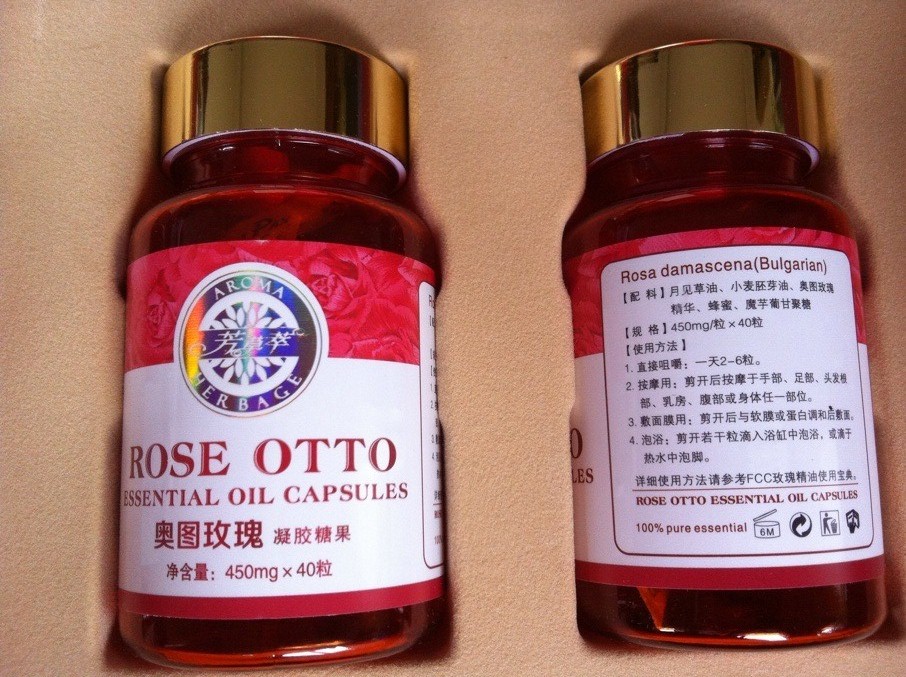 AROMA
芳草萃
HERBAGE
ROSE OTTO
ESSENTIAL OIL CAPSULES
奥图玫瑰 凝胶糖果
净含量: 450mg×40粒
Rosa damascena(Bulgarian)
【配 料】月见草油、小麦胚芽油、奥图玫瑰
精华、蜂蜜、魔芋葡甘聚糖
【规 格】450mg/粒×40粒
【使用方法】
1. 直接咀嚼：一天2-6粒。
2. 按摩用：剪开后按摩于手部、足部、头发根
部、乳房、腹部或身体任一部位。
3. 敷面膜用：剪开后与软膜或蛋白调和后敷面。
4. 泡浴：剪开若干粒滴入浴缸中泡浴，或滴于
热水中泡脚。
详细使用方法请参考FCC玫瑰精油使用宝典。
ROSE OTTO ESSENTIAL OIL CAPSULES
100% pure essential 6M